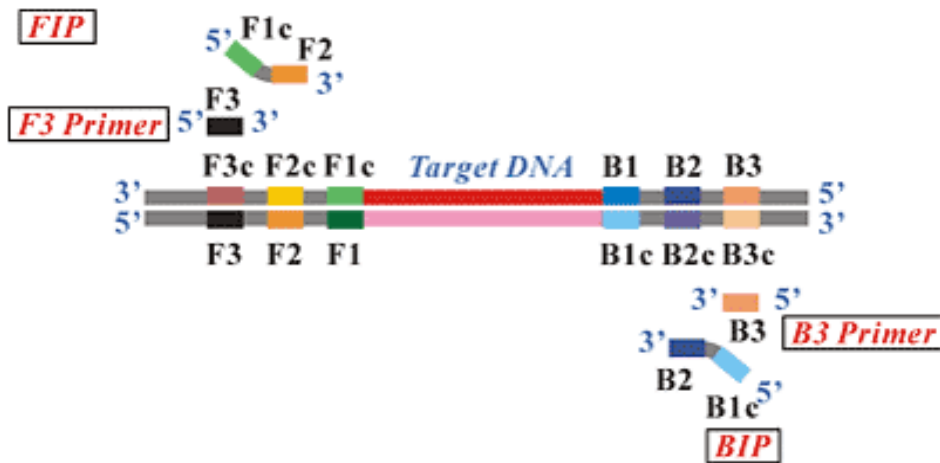 FIP
5’ F1c F2 3’
F3
F3 Primer 5’ 3’
F3c F2c F1c Target DNA B1 B2 B3
3’ 5’
5’ 3’
F3 F2 F1 B1c B2c B3c
3’ 5’
B3 B3 Primer
3’
B2 5’
B1c
BIP